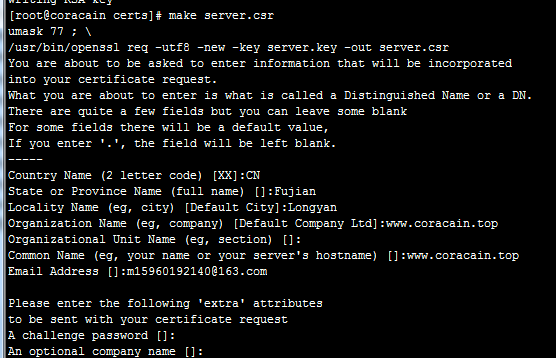 writing RSA key
[root@coracain certs]# make server.csr
umask 77 ; \
/usr/bin/openssl req -utf8 -new -key server.key -out server.csr
You are about to be asked to enter information that will be incorporated
into your certificate request.
What you are about to enter is what is called a Distinguished Name or a DN.
There are quite a few fields but you can leave some blank
For some fields there will be a default value,
If you enter '.', the field will be left blank.
-----
Country Name (2 letter code) [XX]:CN
State or Province Name (full name) []:Fujian
Locality Name (eg, city) [Default City]:Longyan
Organization Name (eg, company) [Default Company Ltd]:www.coracain.top
Organizational Unit Name (eg, section) []:
Common Name (eg, your name or your server's hostname) []:www.coracain.top
Email Address []:m15960192140@163.com
Please enter the following 'extra' attributes
to be sent with your certificate request
A challenge password []:
An optional company name []: